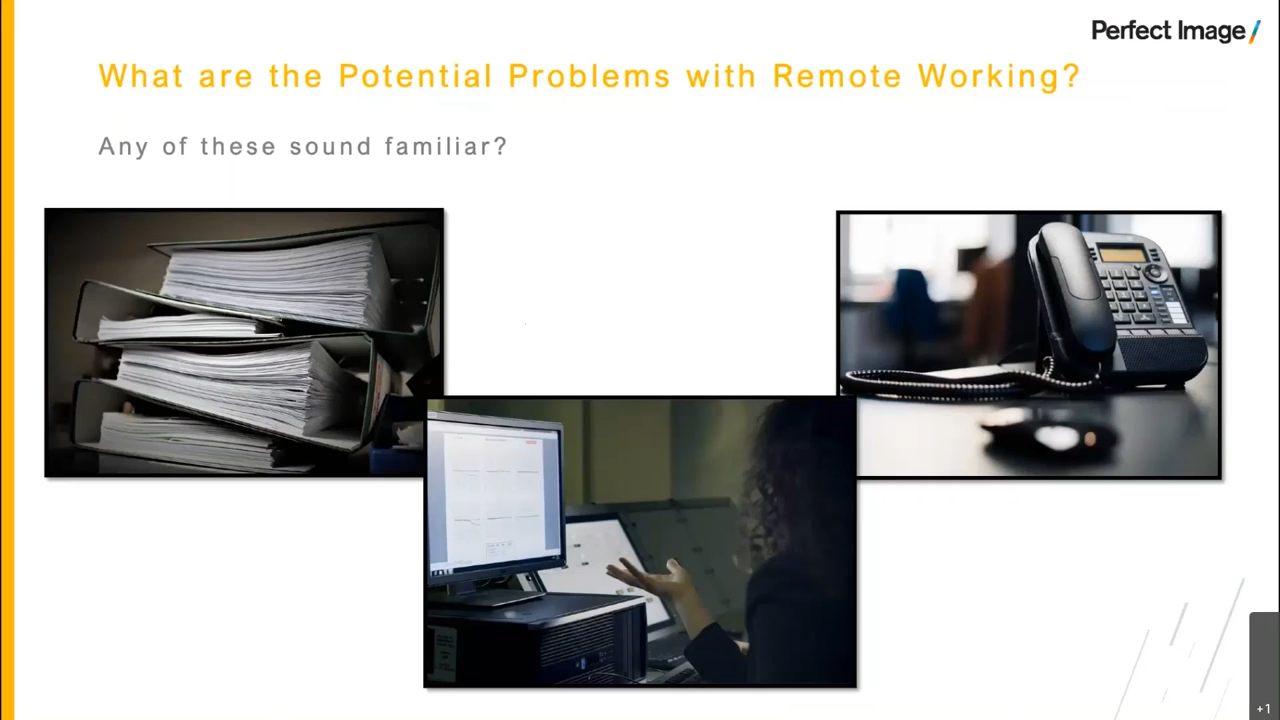 Perfect Image/
What are the Potential Problems with Remote Working?
Any of these sound familiar?
+1